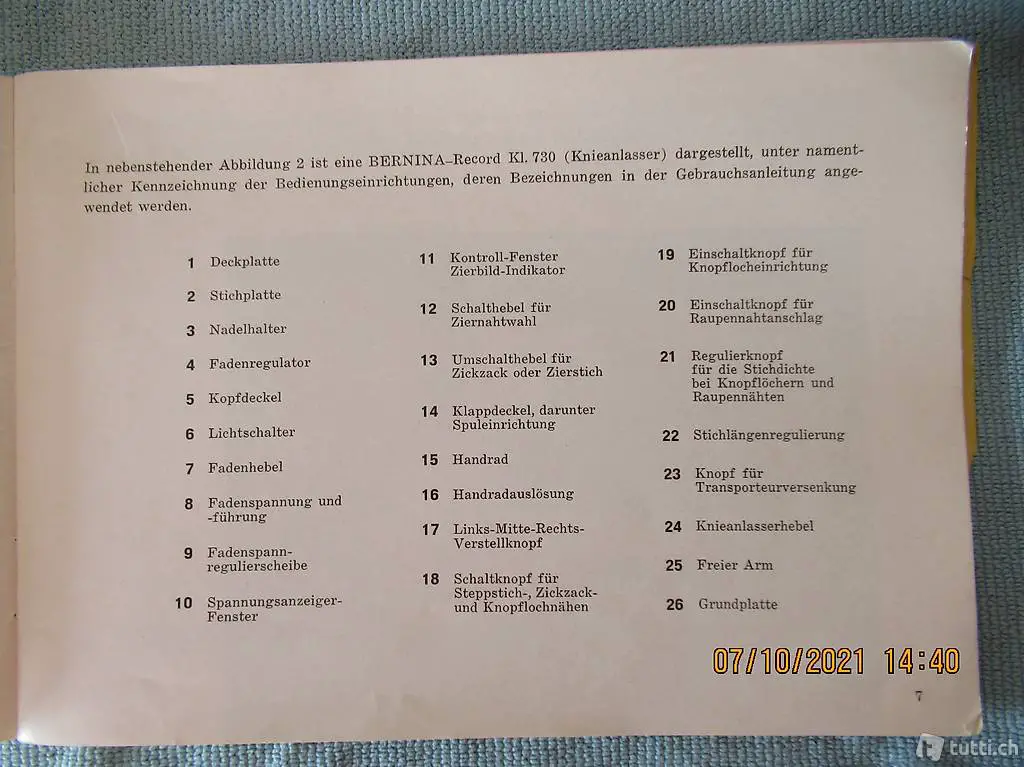 In nebenstehender Abbildung 2 ist eine BERNINA-Record Kl. 730 (Knieanlasser) dargestellt, unter nament-
licher Kennzeichnung der Bedienungseinrichtungen, deren Bezeichnungen in der Gebrauchsanleitung ange-
wendet werden.
1 Deckplatte
2 Stichplatte
3 Nadelhalter
4 Fadenregulator
5 Kopfdeckel
6 Lichtschalter
7 Fadenhebel
8 Fadenspannung und
-führung
9 Fadenspann-
regulierscheibe
10 Spannungsanzeiger-
Fenster
11 Kontroll-Fenster
Zierbild-Indikator
12 Schalthebel für
Ziernahtwahl
13 Umschalthebel für
Zickzack oder Zierstich
14 Klappdeckel, darunter
Spuleinrichtung
15 Handrad
16 Handradauslösung
17 Links-Mitte-Rechts-
Verstellknopf
18 Schaltknopf für
Steppstich-, Zickzack-
und Knopflochnähen
19 Einschaltknopf für
Knopflocheinrichtung
20 Einschaltknopf für
Raupennahtanschlag
21 Regulierknopf
für die Stichdichte
bei Knopflöchern und
Raupennähten
22 Stichlängenregulierung
23 Knopf für
Transporteurversenkung
24 Knieanlasserhebel
25 Freier Arm
26 Grundplatte
07/10/2021 14:40
7
tutti.ch